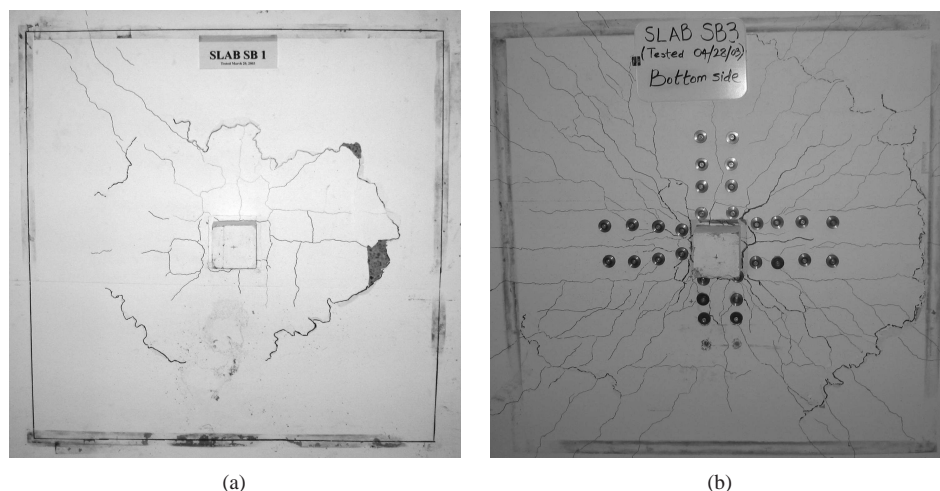 SLAB SB 1
SLAB SB3
(Tested 04/22/03)
Bottom side
(a)
(b)